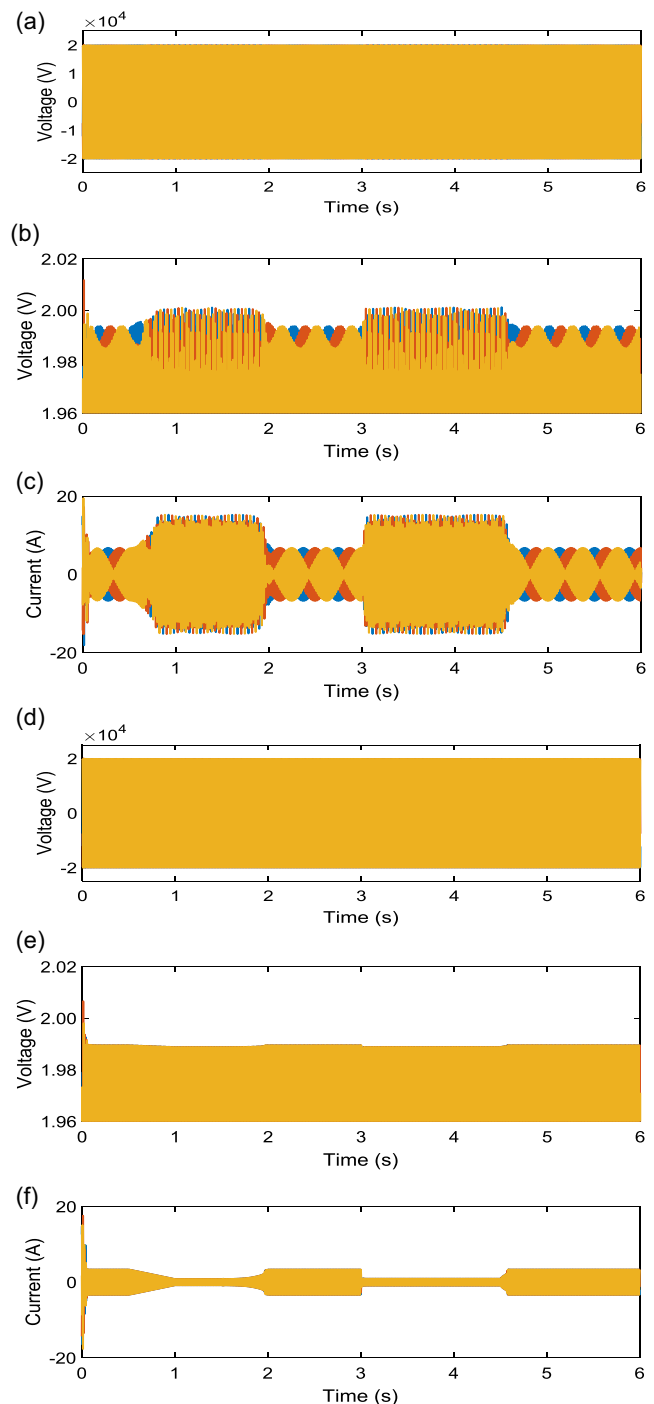 (a)
×10⁴
2
1
0
-1
-2
Voltage (V)
0 1 2 3 4 5 6
Time (s)
(b)
2.02
2.00
1.98
1.96
Voltage (V)
0 1 2 3 4 5 6
Time (s)
(c)
20
0
-20
Current (A)
0 1 2 3 4 5 6
Time (s)
(d)
×10⁴
2
0
-2
Voltage (V)
0 1 2 3 4 5 6
Time (s)
(e)
2.02
2.00
1.98
1.96
Voltage (V)
0 1 2 3 4 5 6
Time (s)
(f)
20
0
-20
Current (A)
0 1 2 3 4 5 6
Time (s)